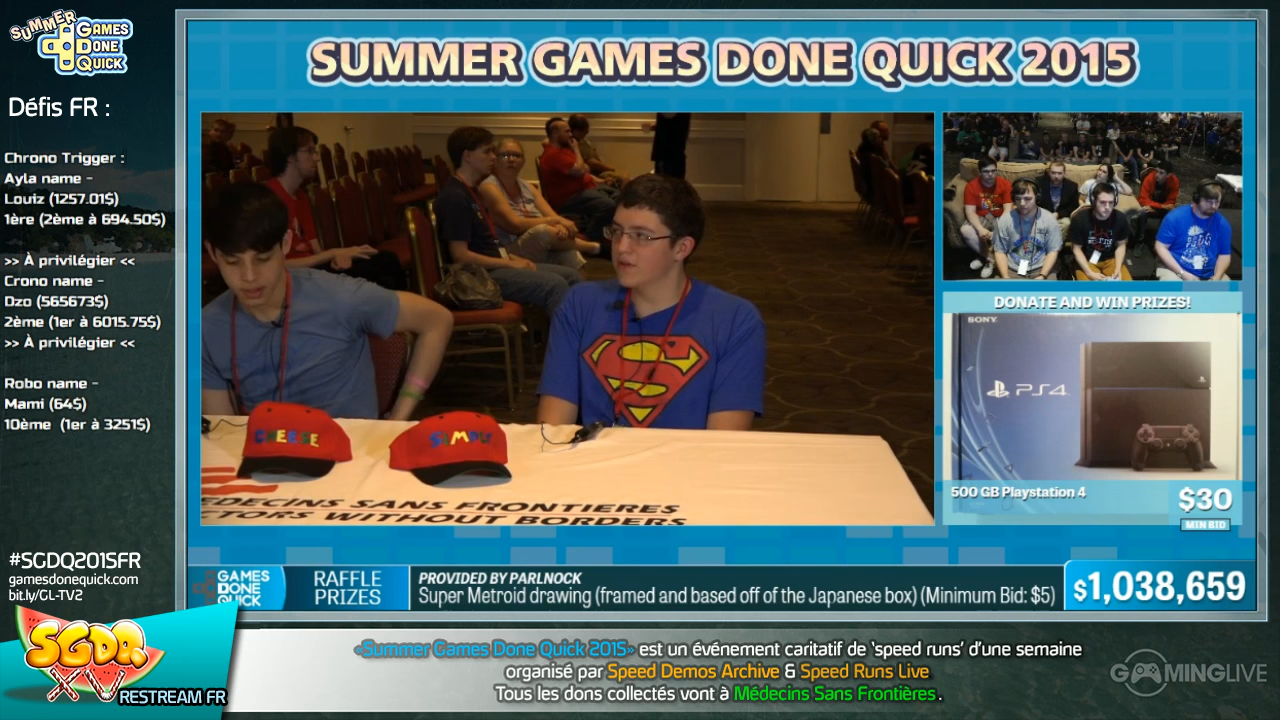 SUMMER
GAMES
DONE
QUICK
Défis FR :
Chrono Trigger :
Ayla name -
Louiz (1257.01$)
1ère (2ème à 694.50$)
>> À privilégier <<
Crono name -
Dzo (565673$)
2ème (1er à 6015.75$)
>> À privilégier <<
Robo name -
Mami (64$)
10ème (1er à 3251$)
#SGDQ2015FR
gamesdonequick.com
bit.ly/GL-TV2
SGDQ
XV
RESTREAM FR
SUMMER GAMES DONE QUICK 2015
CHEESE
SIMPLY
EDECINS SANS FRONTIERES
CTORS WITHOUT BORDERS
DONATE AND WIN PRIZES!
SONY
PS4
500 GB Playstation 4
$30
MIN BID
GAMES
DONE
QUICK
RAFFLE
PRIZES
PROVIDED BY PARLNOCK
Super Metroid drawing (framed and based off of the Japanese box) (Minimum Bid: $5)
$1,038,659
«Summer Games Done Quick 2015» est un événement caritatif de 'speed runs' d'une semaine
organisé par Speed Demos Archive & Speed Runs Live
Tous les dons collectés vont à Médecins Sans Frontières.
GAMINGLIVE